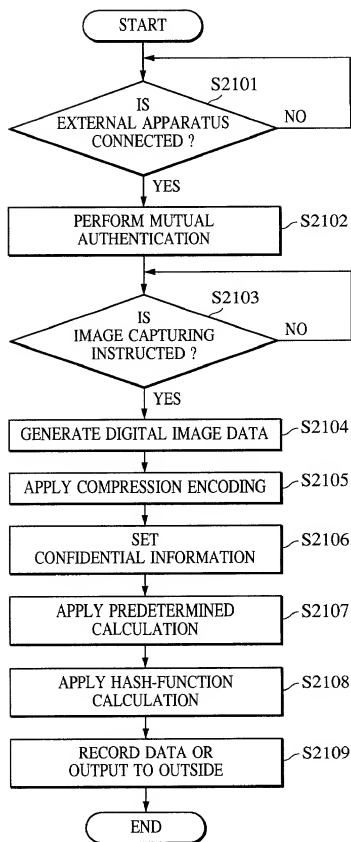 START
S2101
IS
EXTERNAL APPARATUS
CONNECTED ?
NO
YES
PERFORM MUTUAL
AUTHENTICATION
S2102
S2103
IS
IMAGE CAPTURING
INSTRUCTED ?
NO
YES
GENERATE DIGITAL IMAGE DATA
S2104
APPLY COMPRESSION ENCODING
S2105
SET
CONFIDENTIAL INFORMATION
S2106
APPLY PREDETERMINED
CALCULATION
S2107
APPLY HASH-FUNCTION
CALCULATION
S2108
RECORD DATA OR
OUTPUT TO OUTSIDE
S2109
END